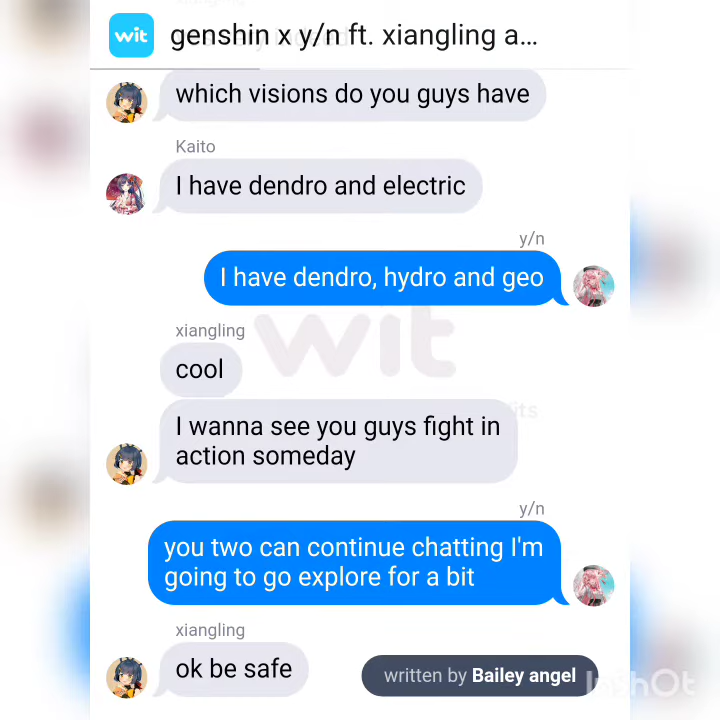 wit
genshin x y/n ft. xiangling a...
which visions do you guys have
Kaito
I have dendro and electric
y/n
I have dendro, hydro and geo
xiangling
wit
cool
I wanna see you guys fight in
action someday
y/n
you two can continue chatting I'm
going to go explore for a bit
xiangling
ok be safe
written by Bailey angel
InShOt